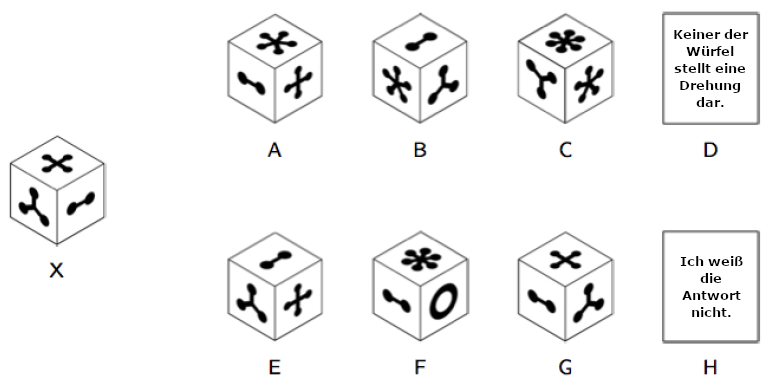 Keiner der
Würfel
stellt eine
Drehung
dar.
A
B
C
D
X
Ich weiß
die
Antwort
nicht.
E
F
G
H